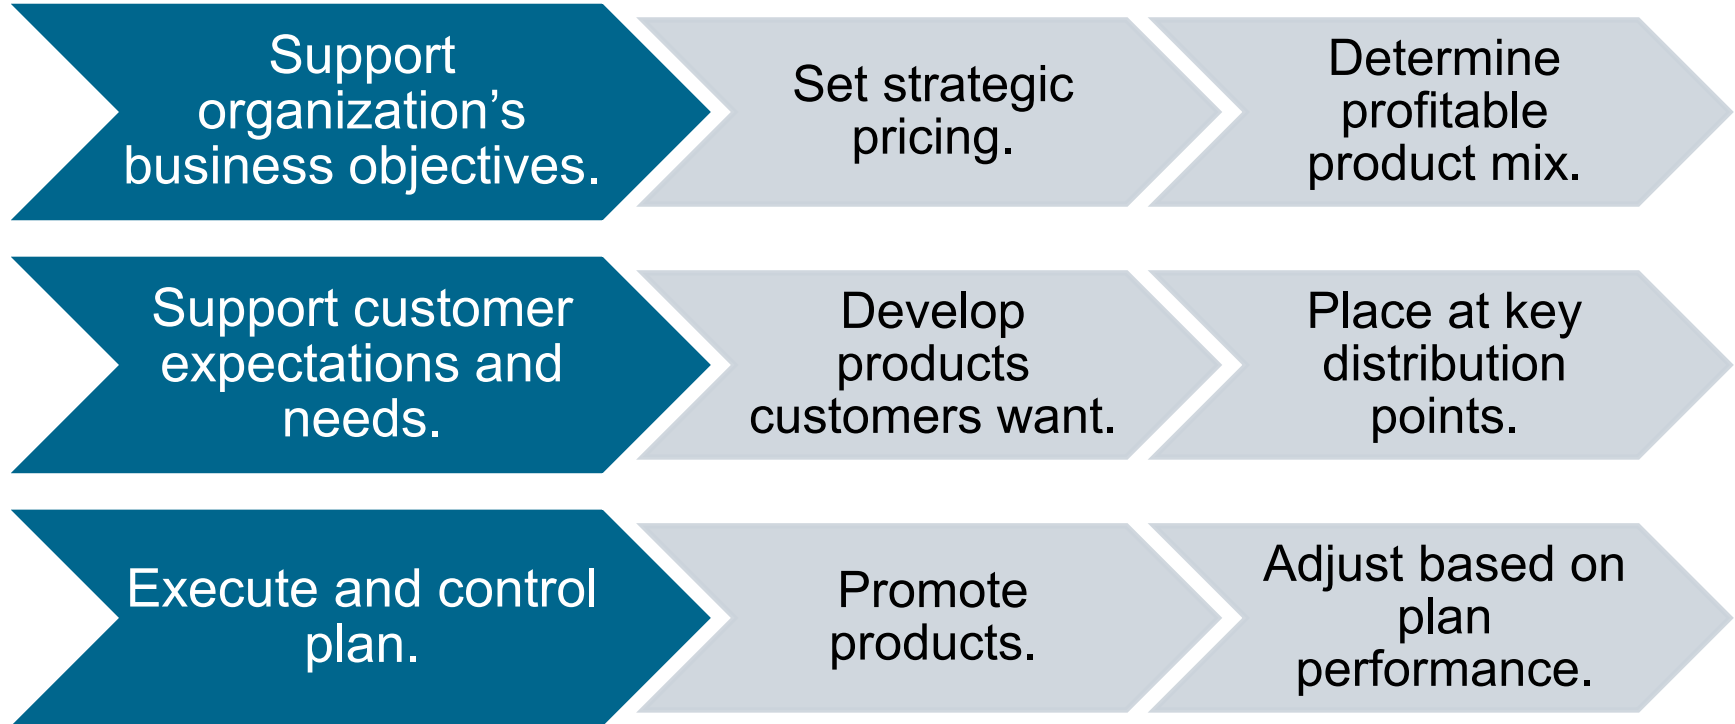 Support
organization’s
business objectives.
Set strategic
pricing.
Determine
profitable
product mix.
Support customer
expectations and
needs.
Develop
products
customers want.
Place at key
distribution
points.
Execute and control
plan.
Promote
products.
Adjust based on
plan
performance.